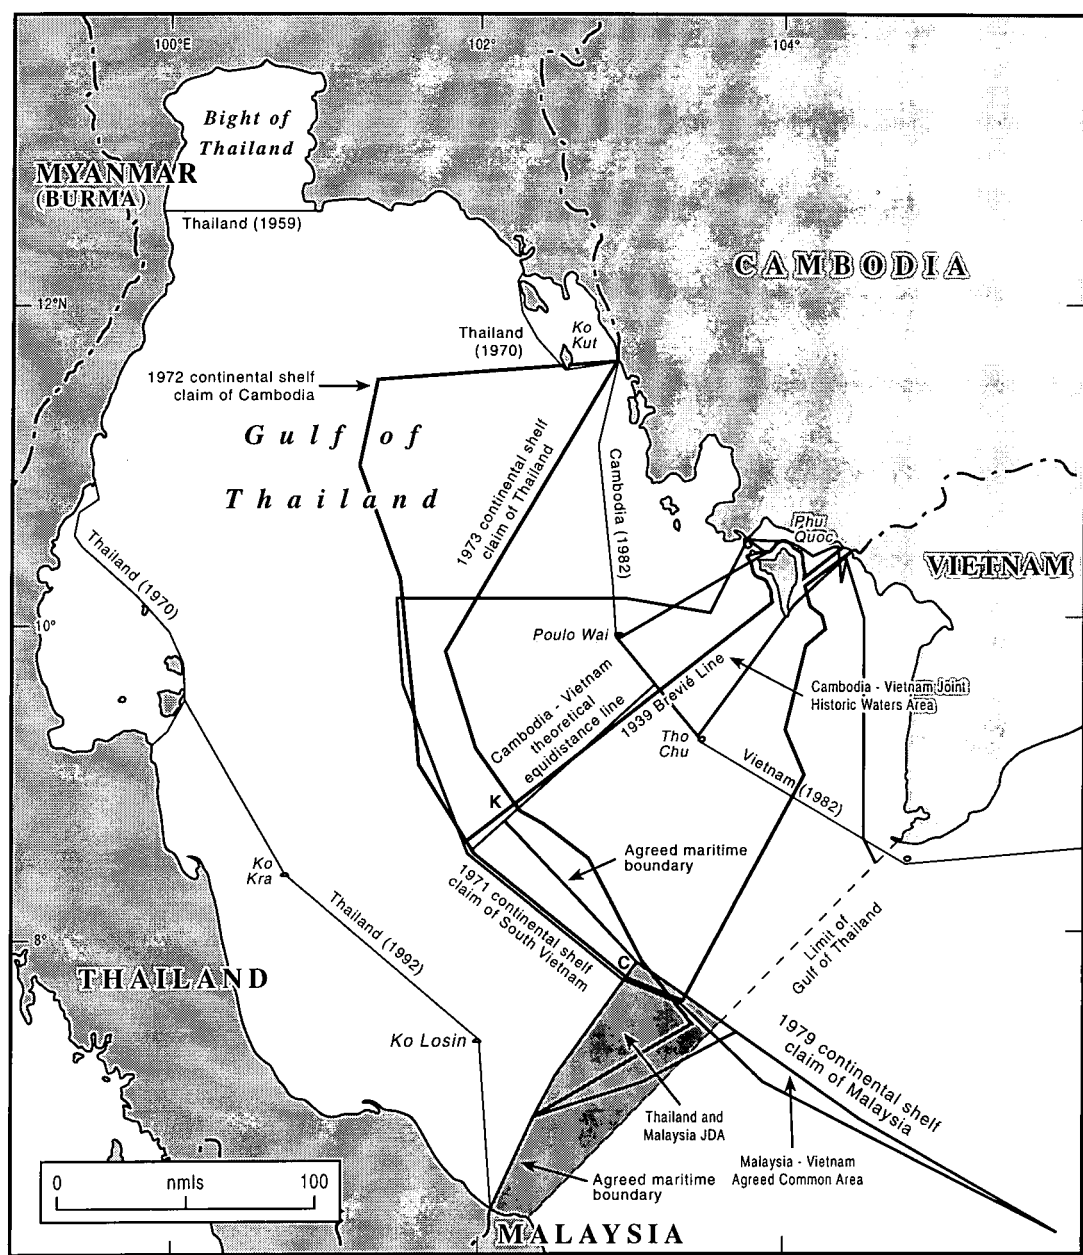 100°E
102°
104°
Bight of
Thailand
MYANMAR
(BURMA)
Thailand (1959)
CAMBODIA
12°N
Thailand
(1970)
Ko
Kut
1972 continental shelf
claim of Cambodia
Gulf of
Thailand
1973 continental shelf
claim of Thailand
Cambodia (1982)
Phu
Quoc
VIETNAM
Thailand (1970)
10°
Poulo Wai
Cambodia - Vietnam
theoretical
equidistance line
1939 Brevié Line
Cambodia - Vietnam Joint
Historic Waters Area
Tho
Chu
Vietnam (1982)
K
Agreed maritime
boundary
Ko
Kra
1971 continental shelf
claim of South Vietnam
Thailand (1992)
Limit of
Gulf of Thailand
8°
C
THAILAND
Ko Losin
1979 continental shelf
claim of Malaysia
Thailand and
Malaysia JDA
Malaysia - Vietnam
Agreed Common Area
0 nmls 100
Agreed maritime
boundary
MALAYSIA